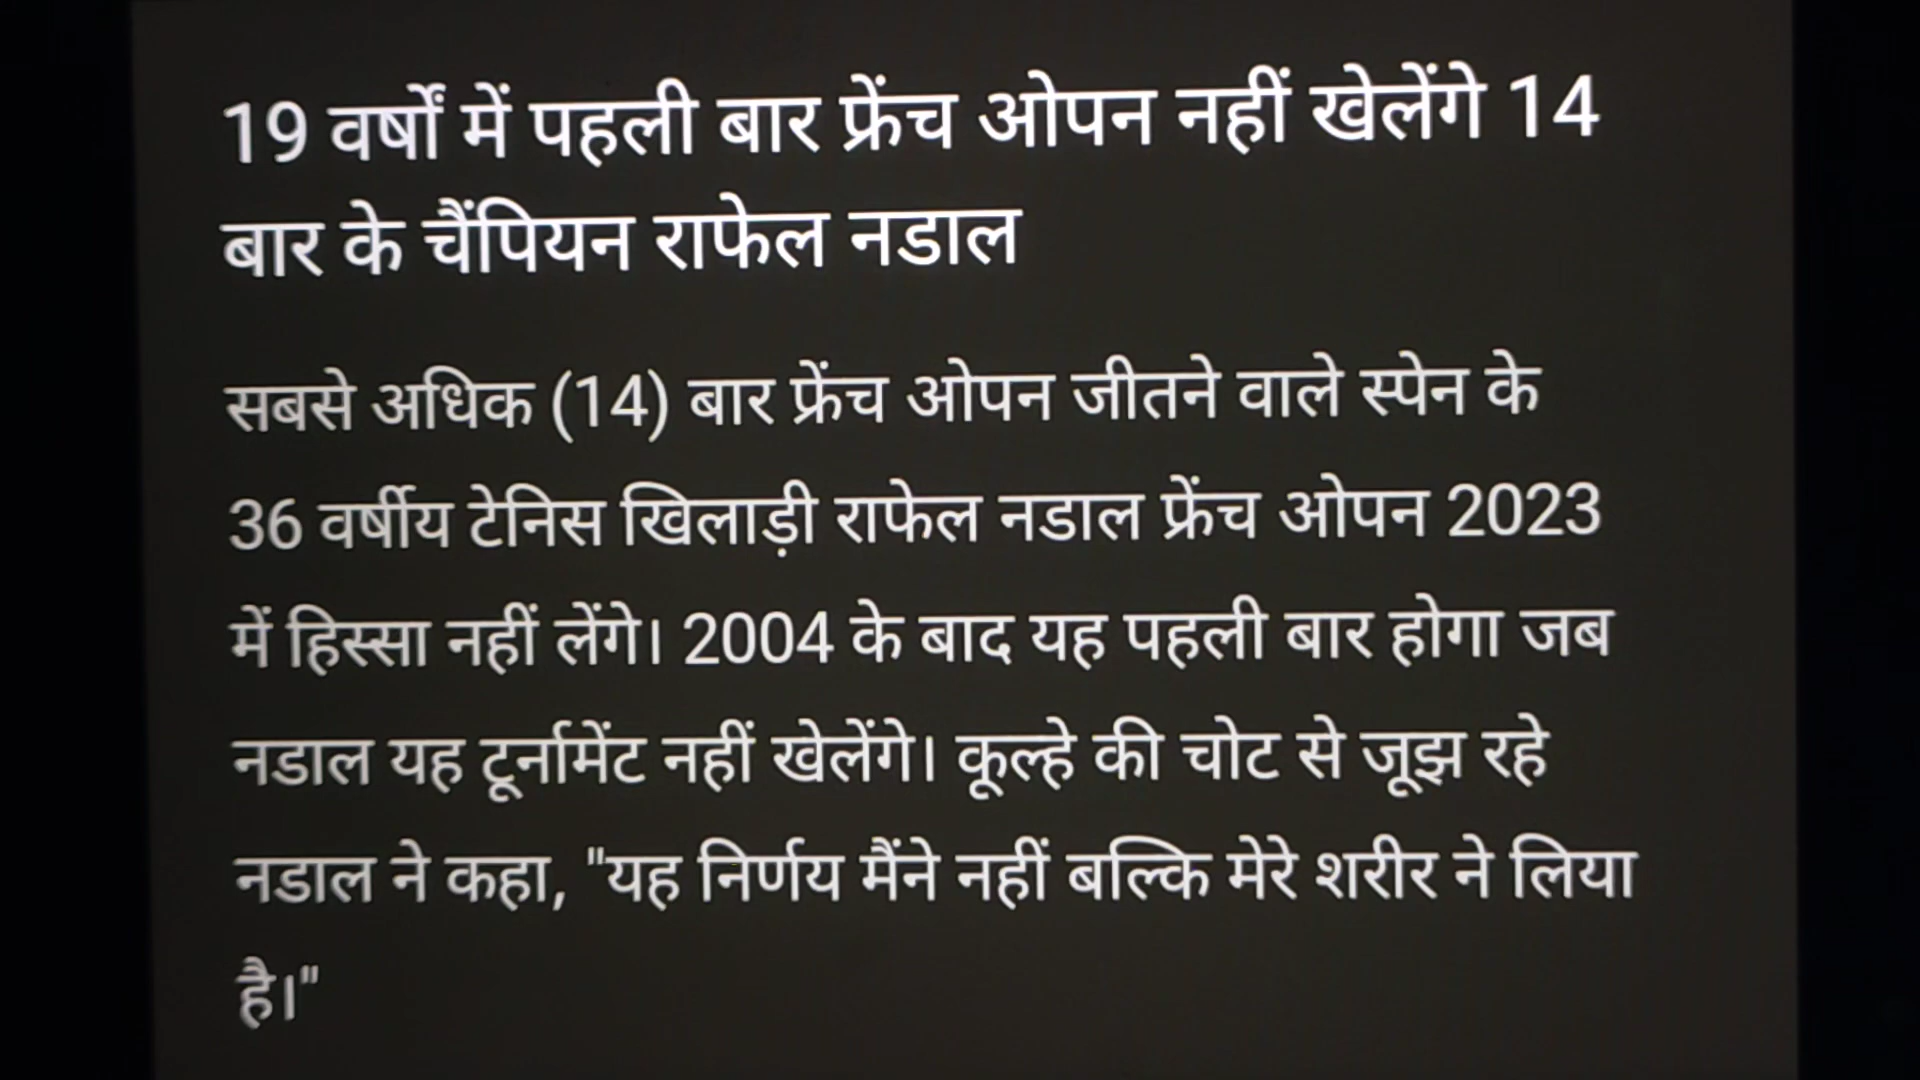 19 वर्षों में पहली बार फ्रेंच ओपन नहीं खेलेंगे 14
बार के चैंपियन राफेल नडाल
सबसे अधिक (14) बार फ्रेंच ओपन जीतने वाले स्पेन के
36 वर्षीय टेनिस खिलाड़ी राफेल नडाल फ्रेंच ओपन 2023
में हिस्सा नहीं लेंगे। 2004 के बाद यह पहली बार होगा जब
नडाल यह टूर्नामेंट नहीं खेलेंगे। कूल्हे की चोट से जूझ रहे
नडाल ने कहा, "यह निर्णय मैंने नहीं बल्कि मेरे शरीर ने लिया
है।"